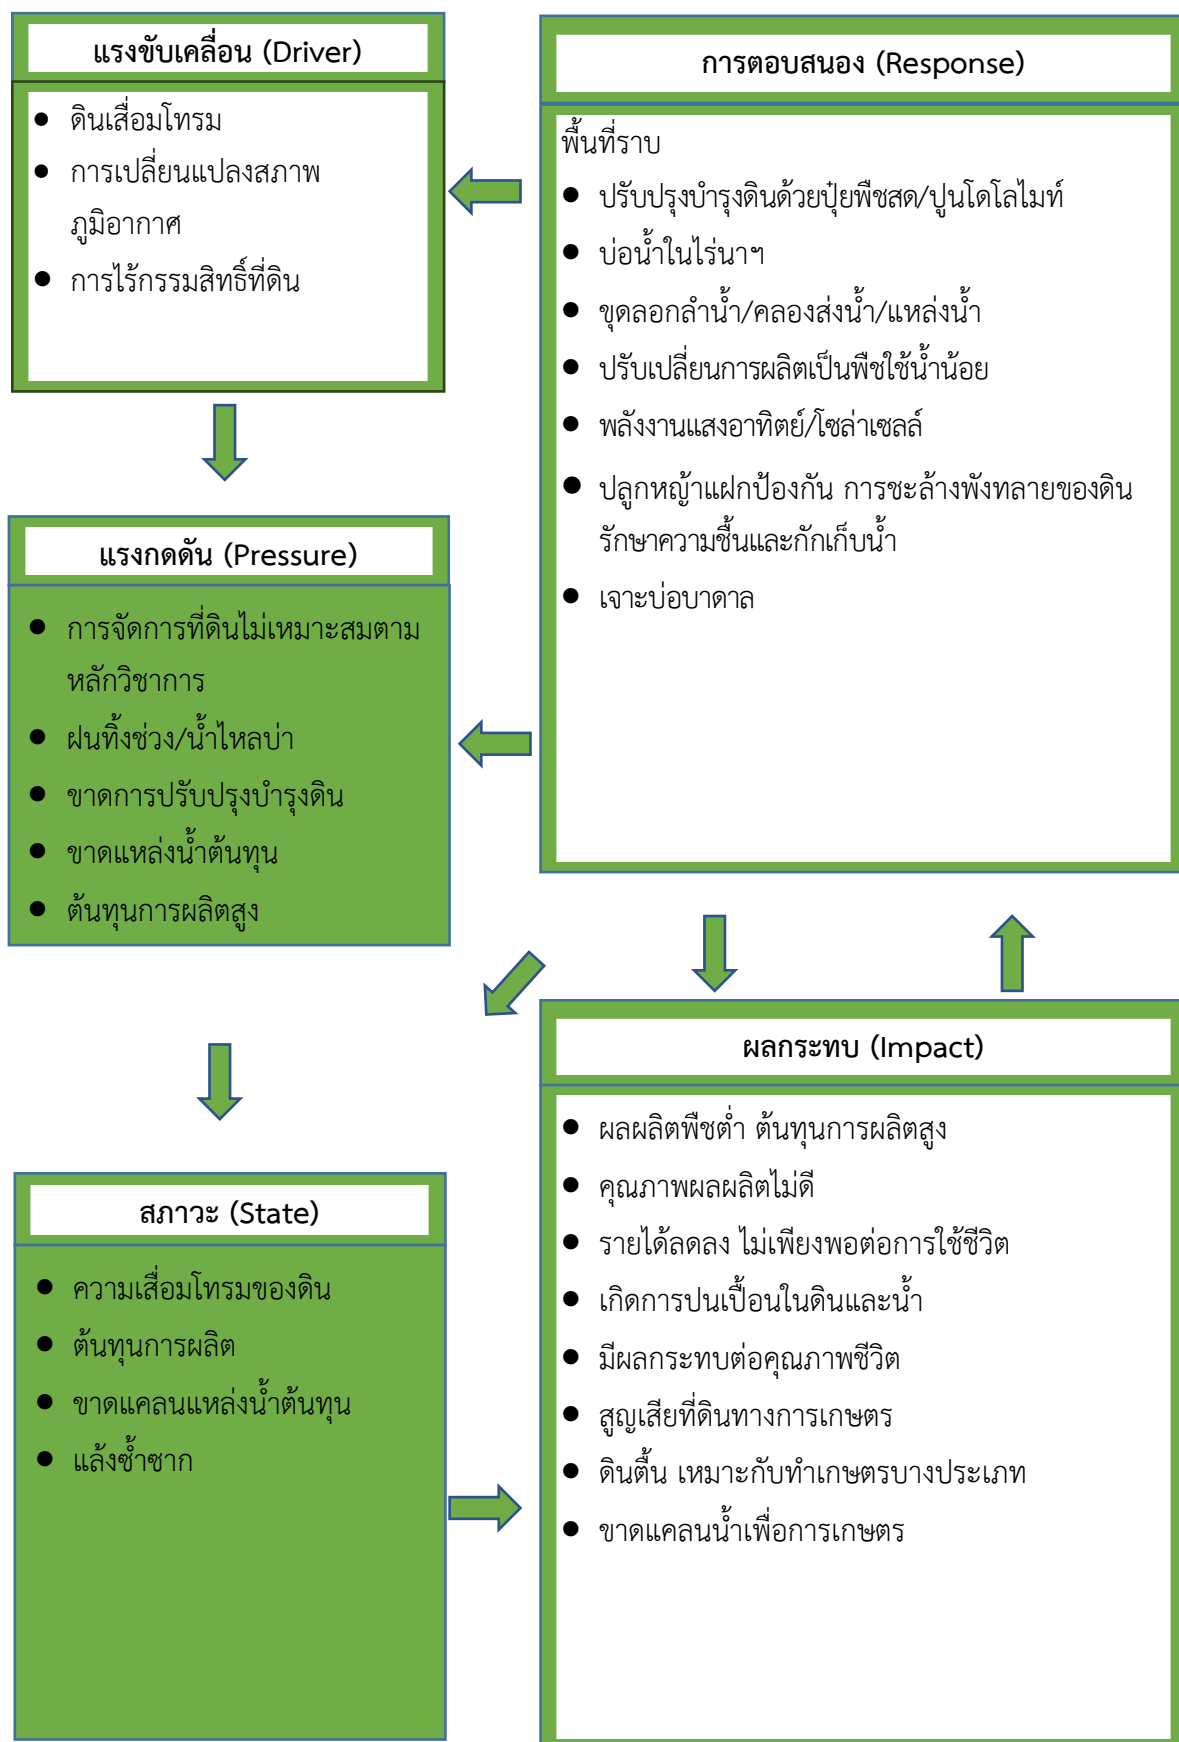 แรงขับเคลื่อน (Driver)
● ดินเสื่อมโทรม
● การเปลี่ยนแปลงสภาพ
ภูมิอากาศ
● การไร้กรรมสิทธิ์ที่ดิน
การตอบสนอง (Response)
พื้นที่ราบ
● ปรับปรุงบำรุงดินด้วยปุ๋ยพืชสด/ปูนโดโลไมท์
● บ่อน้ำในไร่นาฯ
● ขุดลอกลำน้ำ/คลองส่งน้ำ/แหล่งน้ำ
● ปรับเปลี่ยนการผลิตเป็นพืชใช้น้ำน้อย
● พลังงานแสงอาทิตย์/โซล่าเซลล์
● ปลูกหญ้าแฝกป้องกัน การชะล้างพังทลายของดิน
รักษาความชื้นและกักเก็บน้ำ
● เจาะบ่อบาดาล
แรงกดดัน (Pressure)
● การจัดการที่ดินไม่เหมาะสมตาม
หลักวิชาการ
● ฝนทิ้งช่วง/น้ำไหลบ่า
● ขาดการปรับปรุงบำรุงดิน
● ขาดแหล่งน้ำต้นทุน
● ต้นทุนการผลิตสูง
สภาวะ (State)
● ความเสื่อมโทรมของดิน
● ต้นทุนการผลิต
● ขาดแคลนแหล่งน้ำต้นทุน
● แล้งซ้ำซาก
ผลกระทบ (Impact)
● ผลผลิตพืชต่ำ ต้นทุนการผลิตสูง
● คุณภาพผลผลิตไม่ดี
● รายได้ลดลง ไม่เพียงพอต่อการใช้ชีวิต
● เกิดการปนเปื้อนในดินและน้ำ
● มีผลกระทบต่อคุณภาพชีวิต
● สูญเสียที่ดินทางการเกษตร
● ดินตื้น เหมาะกับทำเกษตรบางประเภท
● ขาดแคลนน้ำเพื่อการเกษตร